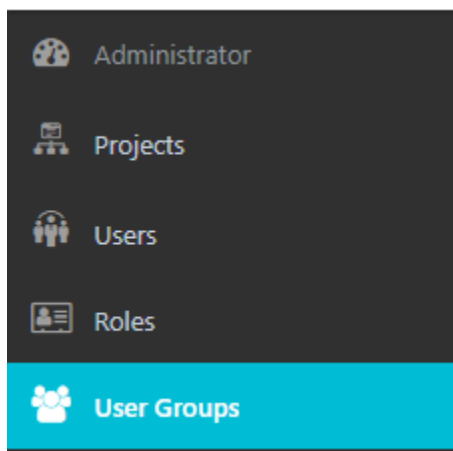 Administrator
Projects
Users
Roles
User Groups